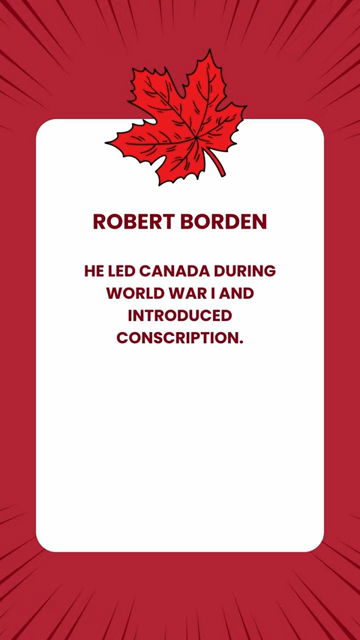 ROBERT BORDEN
HE LED CANADA DURING
WORLD WAR I AND
INTRODUCED
CONSCRIPTION.